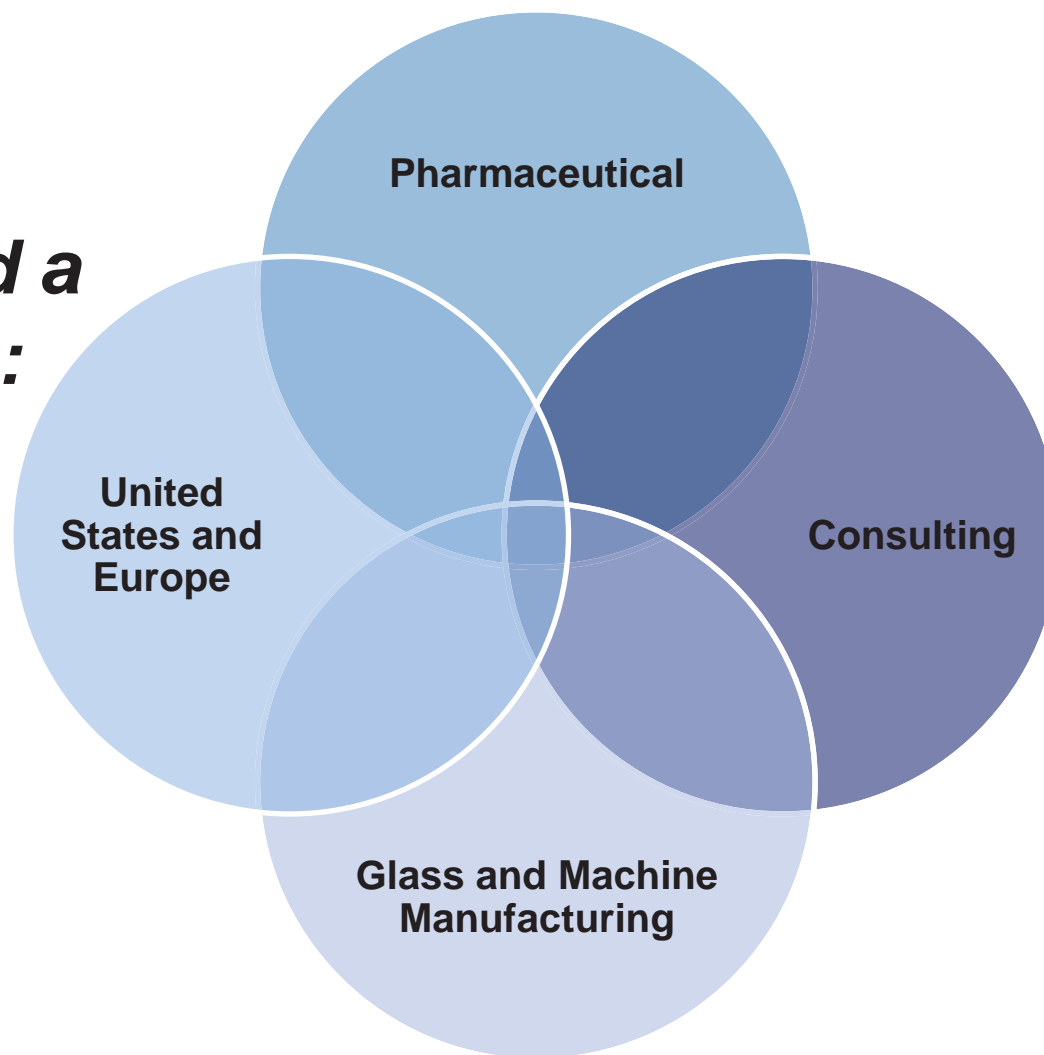 Pharmaceutical
d a
:
United
States and
Europe
Consulting
Glass and Machine
Manufacturing